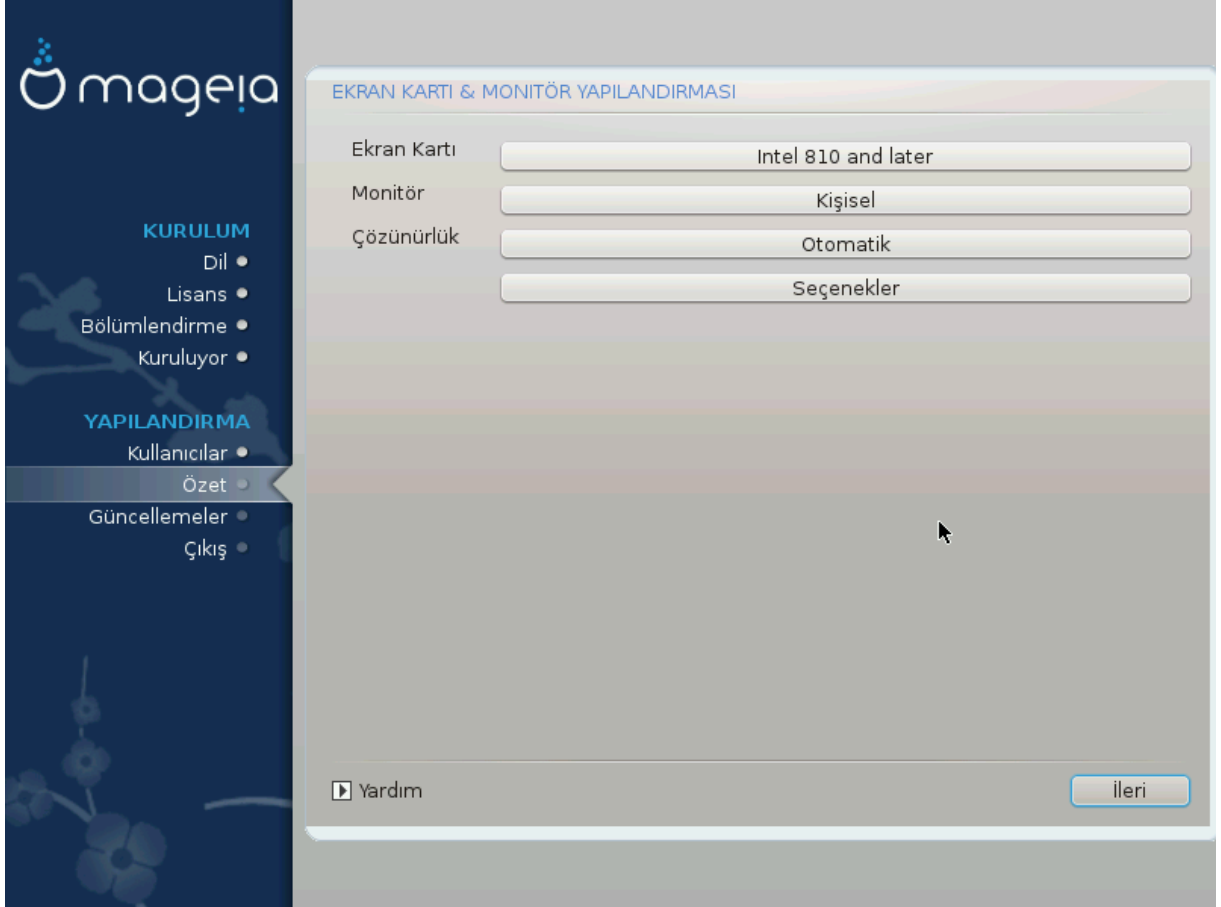 mageia
KURULUM
Dil
Lisans
Bölümlendirme
Kuruluyor
YAPILANDIRMA
Kullanıcılar
Özet
Güncellemeler
Çıkış
EKRAN KARTI & MONİTÖR YAPILANDIRMASI
Ekran Kartı
Intel 810 and later
Monitör
Kişisel
Çözünürlük
Otomatik
Seçenekler
Yardım
İleri